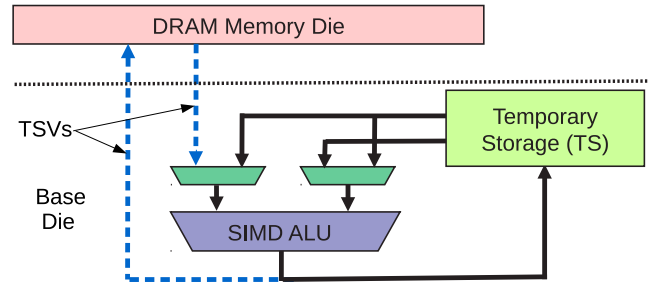 DRAM Memory Die
TSVs
Temporary
Storage (TS)
Base
Die
SIMD ALU